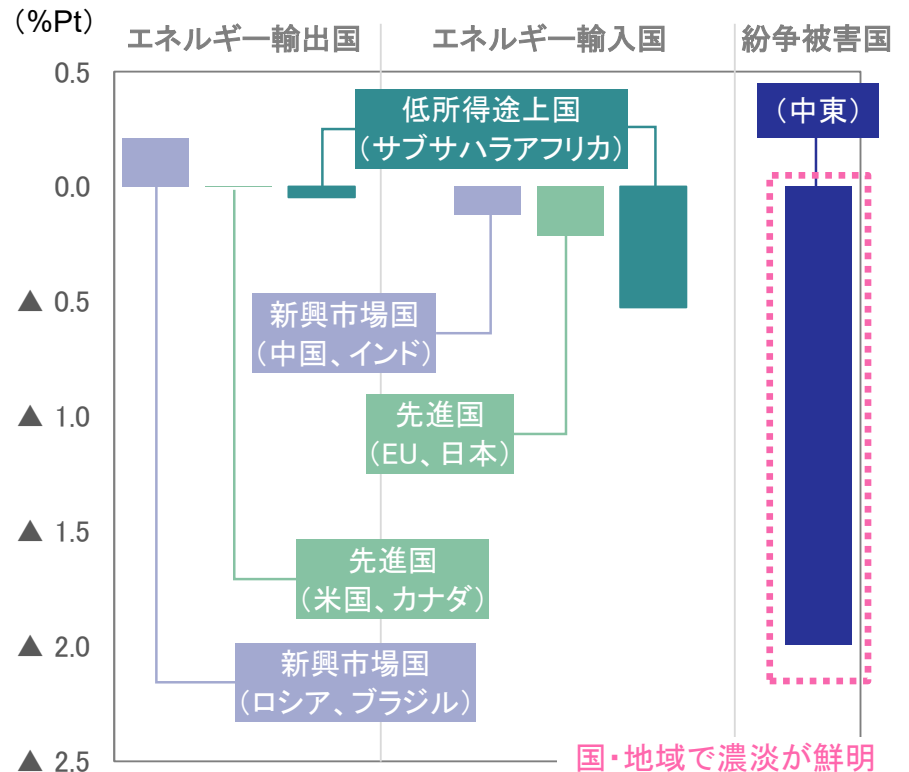 （%Pt）
エネルギー輸出国 エネルギー輸入国 紛争被害国
0.5
0.0
▲ 0.5
▲ 1.0
▲ 1.5
▲ 2.0
▲ 2.5
低所得途上国
（サブサハラアフリカ）
（中東）
新興市場国
（中国、インド）
先進国
（EU、日本）
先進国
（米国、カナダ）
新興市場国
（ロシア、ブラジル）
国・地域で濃淡が鮮明